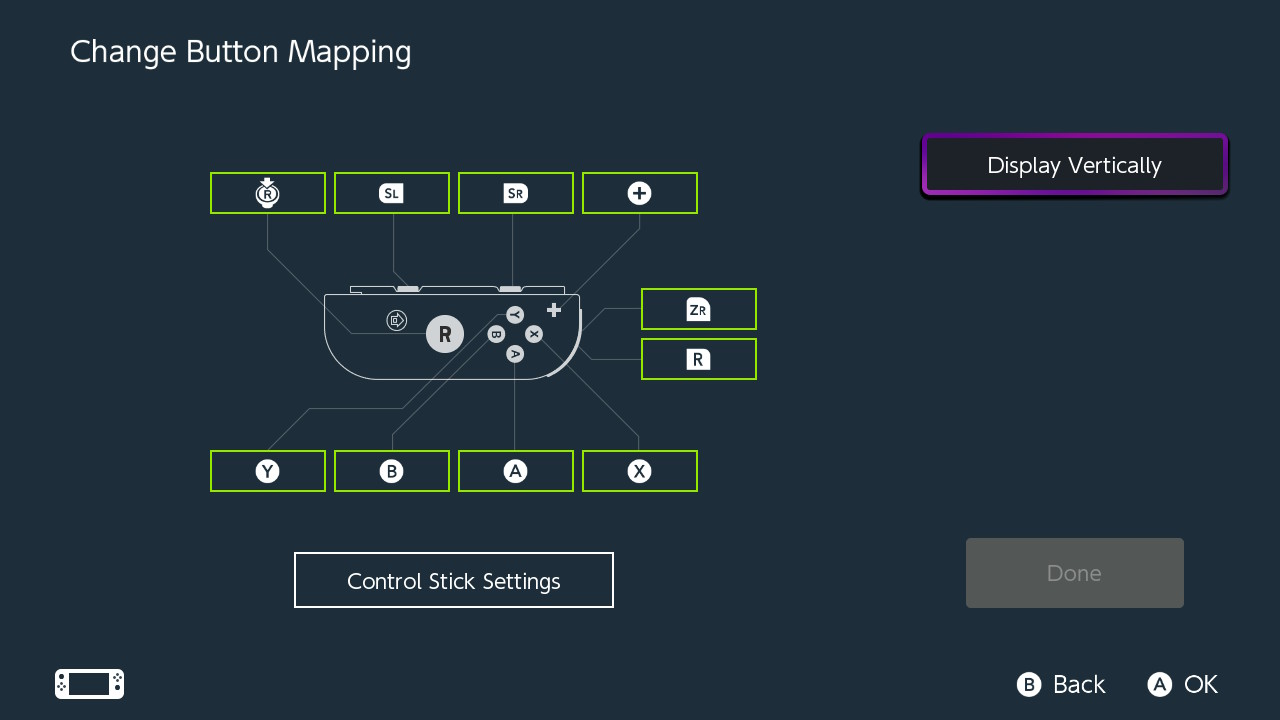 Change Button Mapping
Display Vertically
R SL SR +
ZR
R
R Y B X A
Y B A X
Control Stick Settings
Done
B Back A OK